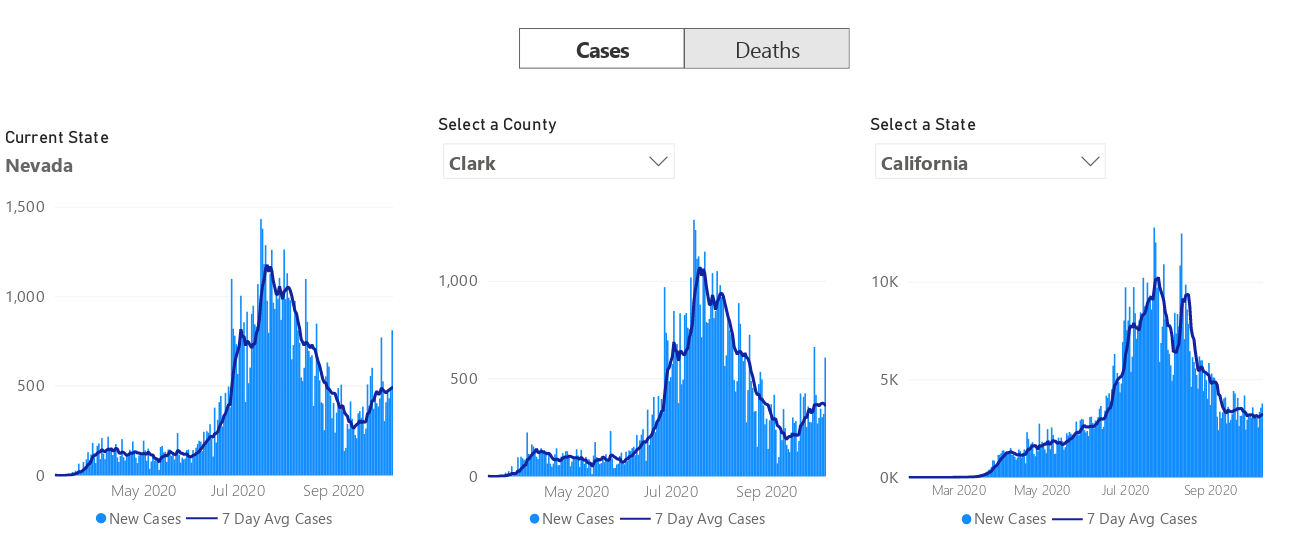 Cases Deaths
Current State
Nevada
1,500
1,000
500
0
May 2020 Jul 2020 Sep 2020
New Cases 7 Day Avg Cases
Select a County
Clark
1,000
500
0
May 2020 Jul 2020 Sep 2020
New Cases 7 Day Avg Cases
Select a State
California
10K
5K
0K
Mar 2020 May 2020 Jul 2020 Sep 2020
New Cases 7 Day Avg Cases